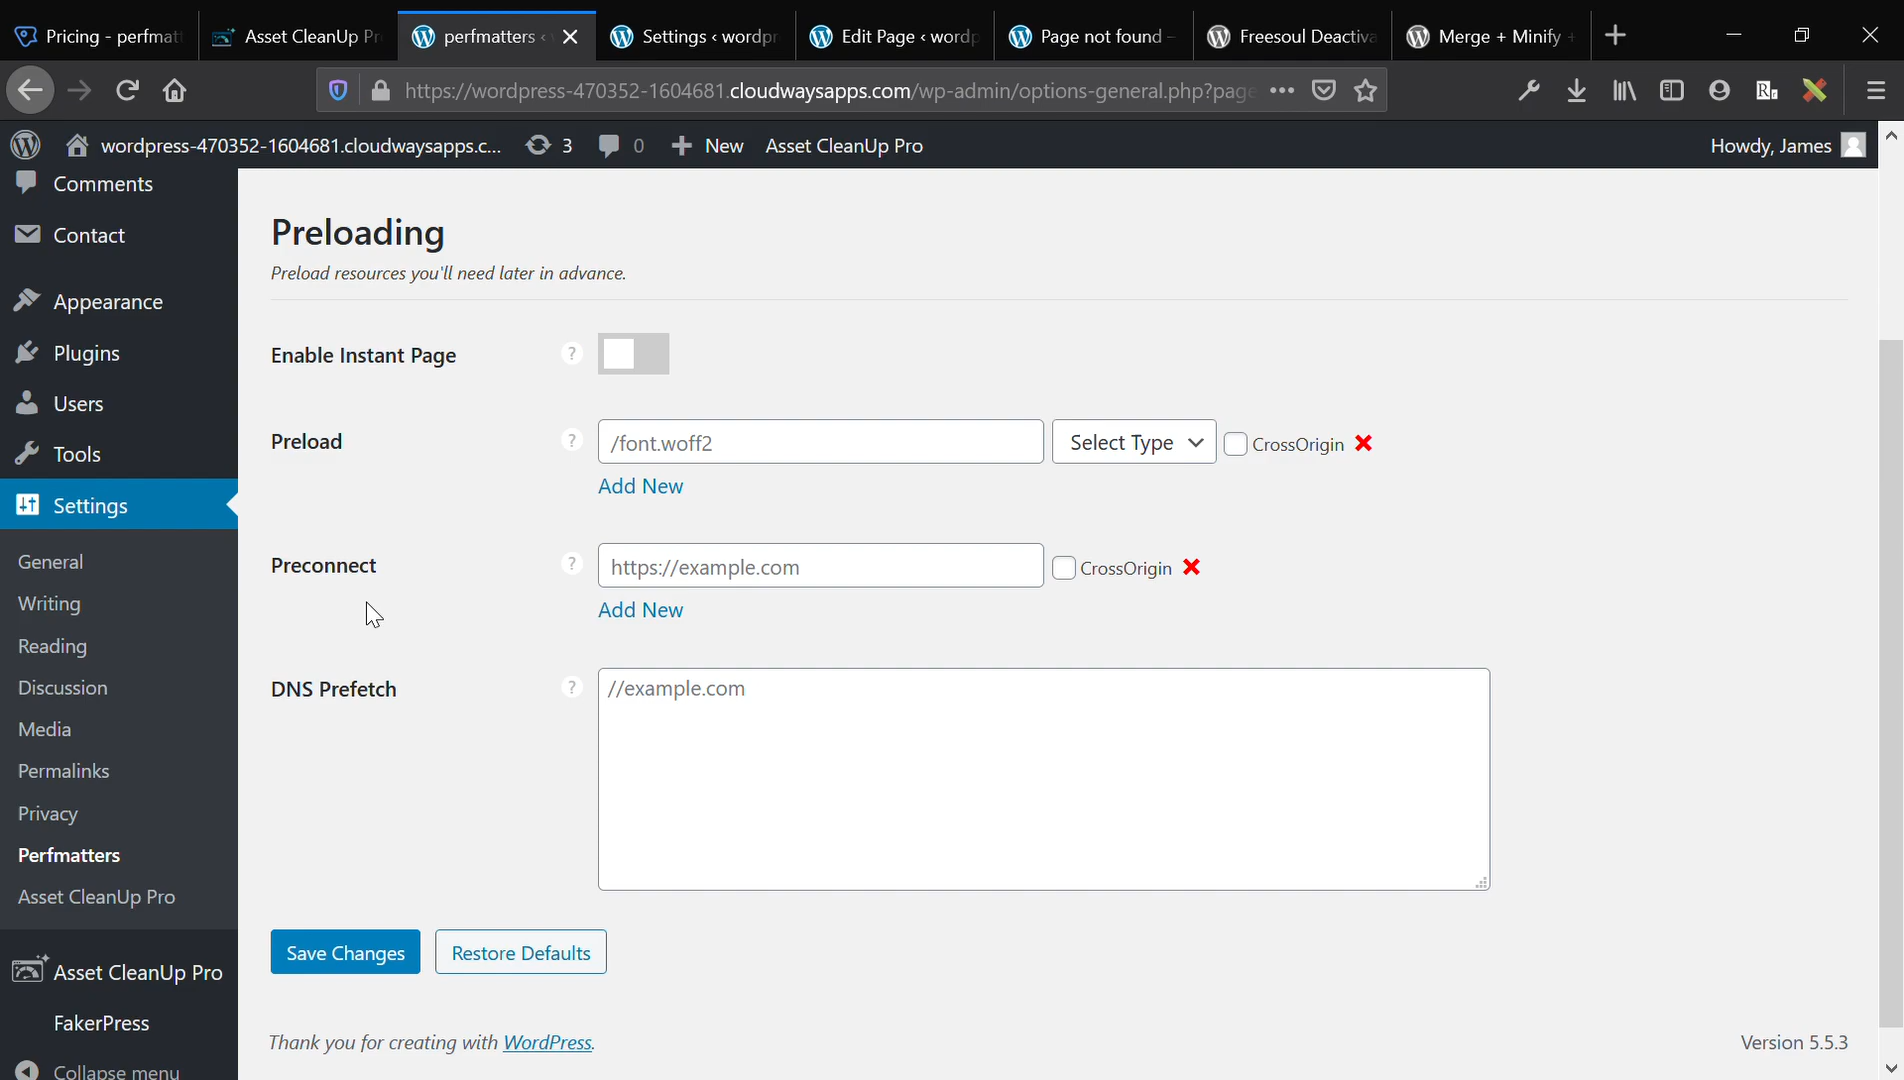 Pricing - perfmat
Asset CleanUp Pr
perfmatters ‹
Settings ‹ wordpr
Edit Page ‹ wordp
Page not found –
Freesoul Deactiva
Merge + Minify +
https://wordpress-470352-1604681.cloudwaysapps.com/wp-admin/options-general.php?page
wordpress-470352-1604681.cloudwaysapps.c...
3
0
New
Asset CleanUp Pro
Howdy, James
Comments
Contact
Appearance
Plugins
Users
Tools
Settings
General
Writing
Reading
Discussion
Media
Permalinks
Privacy
Perfmatters
Asset CleanUp Pro
Asset CleanUp Pro
FakerPress
Collapse menu
Preloading
Preload resources you'll need later in advance.
Enable Instant Page ?
Preload ? /font.woff2 Select Type CrossOrigin
Add New
Preconnect ? https://example.com CrossOrigin
Add New
DNS Prefetch ? //example.com
Save Changes Restore Defaults
Thank you for creating with WordPress.
Version 5.5.3